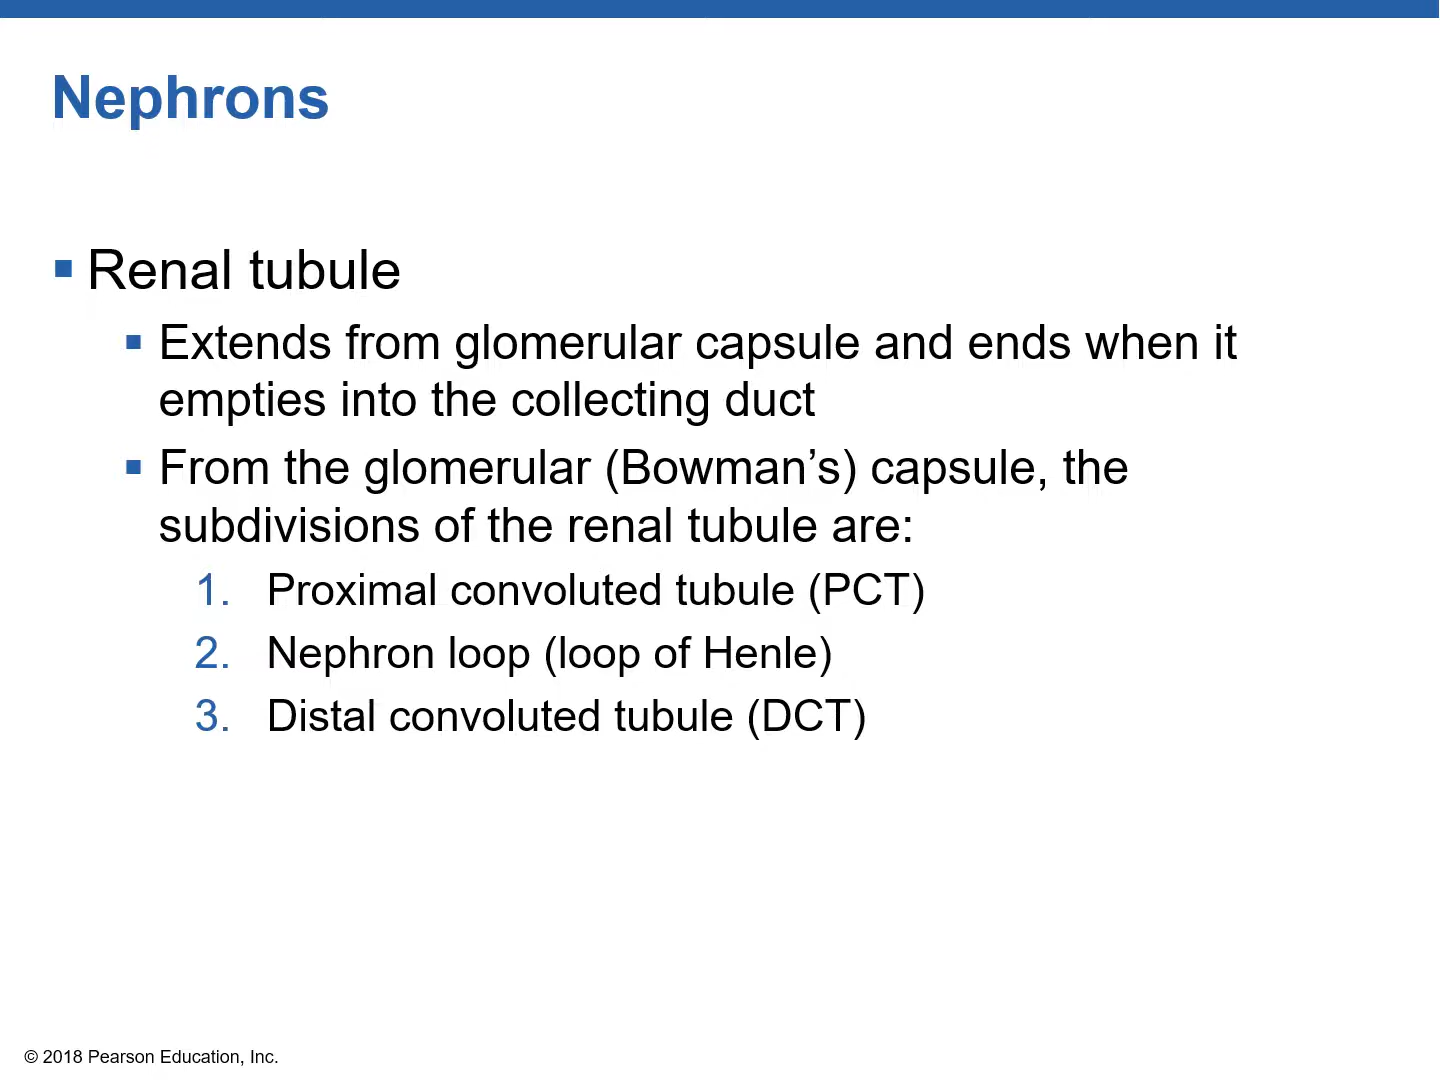 Nephrons
Renal tubule
Extends from glomerular capsule and ends when it
empties into the collecting duct
From the glomerular (Bowman’s) capsule, the
subdivisions of the renal tubule are:
1. Proximal convoluted tubule (PCT)
2. Nephron loop (loop of Henle)
3. Distal convoluted tubule (DCT)
© 2018 Pearson Education, Inc.